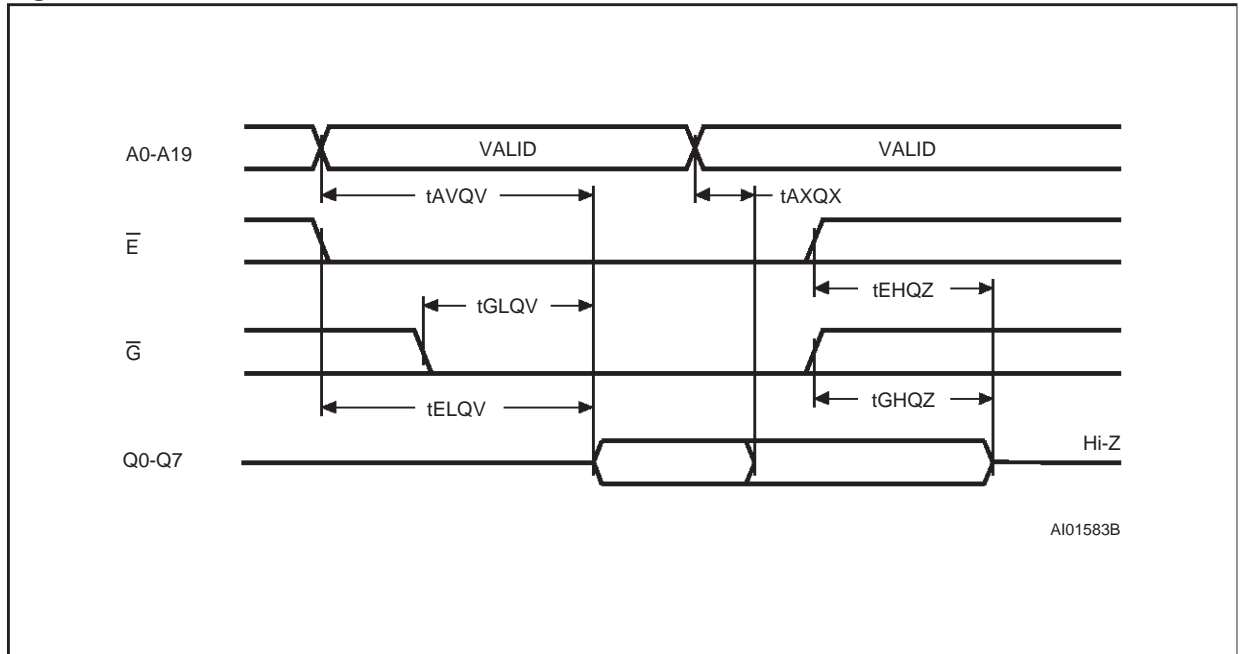 A0-A19
VALID
VALID
tAVQV
tAXQX
E̅
tEHQZ
tGLQV
G̅
tELQV
tGHQZ
Q0-Q7
Hi-Z
AI01583B